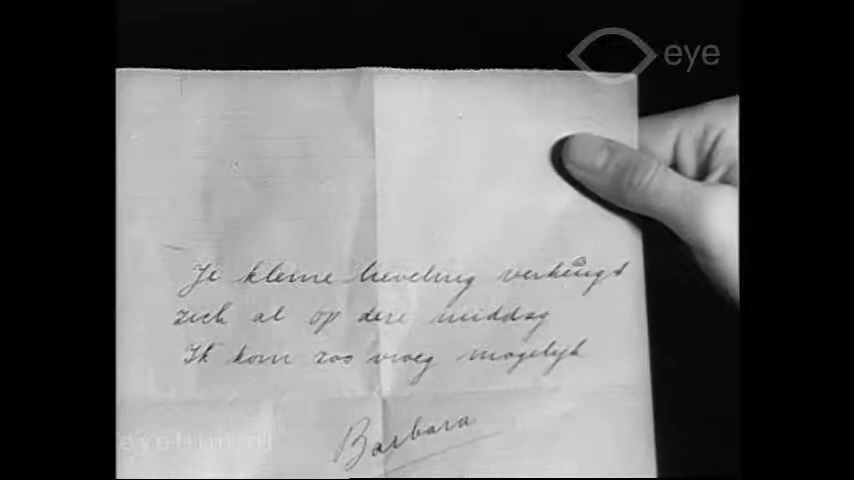 eye
Je kleine lieveling verheugt
zich al op deze middag
Ik kom zoo vroeg mogelijk
Barbara
eyefilm.nl